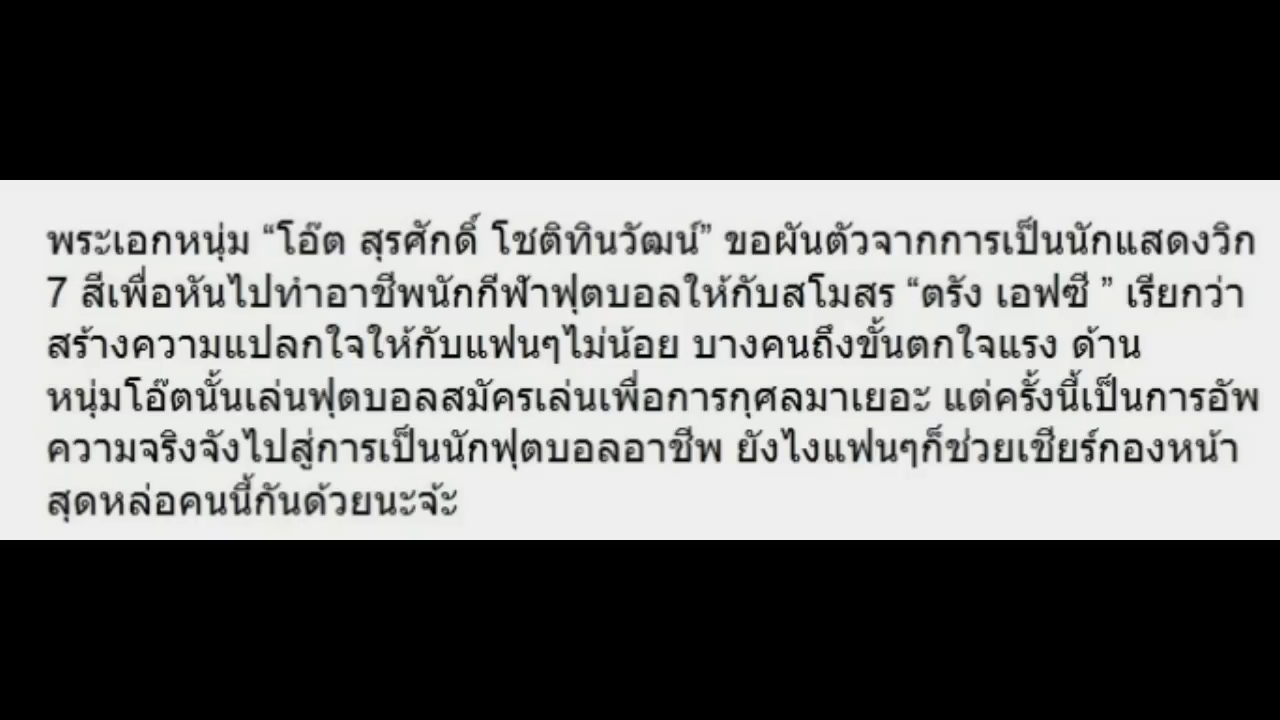 พระเอกหนุ่ม “โอ๊ต สุรศักดิ์ โชติทินวัฒน์” ขอผันตัวจากการเป็นนักแสดงวิก
7 สีเพื่อหันไปทำอาชีพนักกีฬาฟุตบอลให้กับสโมสร “ตรัง เอฟซี ” เรียกว่า
สร้างความแปลกใจให้กับแฟนๆไม่น้อย บางคนถึงขั้นตกใจแรง ด้าน
หนุ่มโอ๊ตนั้นเล่นฟุตบอลสมัครเล่นเพื่อการกุศลมาเยอะ แต่ครั้งนี้เป็นการอัพ
ความจริงจังไปสู่การเป็นนักฟุตบอลอาชีพ ยังไงแฟนๆก็ช่วยเชียร์กองหน้า
สุดหล่อคนนี้กันด้วยนะจ้ะ